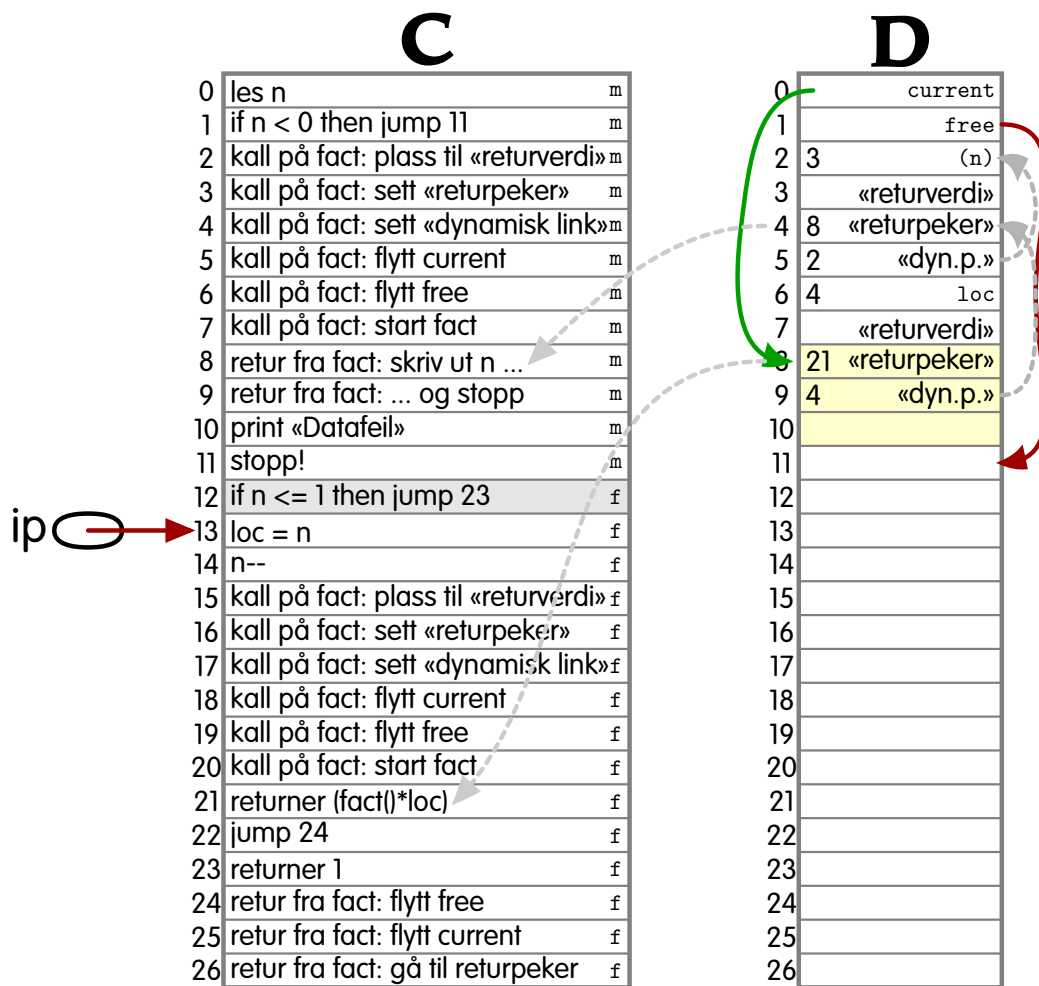 C D
0 les n m 0 current
1 if n < 0 then jump 11 m 1 free
2 kall på fact: plass til «returverdi» m 2 3 (n)
3 kall på fact: sett «returpeker» m 3 «returverdi»
4 kall på fact: sett «dynamisk link» m 4 8 «returpeker»
5 kall på fact: flytt current m 5 2 «dyn.p.»
6 kall på fact: flytt free m 6 4 loc
7 kall på fact: start fact m 7 «returverdi»
8 retur fra fact: skriv ut n ... m 8 21 «returpeker»
9 retur fra fact: ... og stopp m 9 4 «dyn.p.»
10 print «Datafeil» m 10
11 stopp! m 11
12 if n <= 1 then jump 23 f 12
ip 13 loc = n f 13
14 n-- f 14
15 kall på fact: plass til «returverdi» f 15
16 kall på fact: sett «returpeker» f 16
17 kall på fact: sett «dynamisk link» f 17
18 kall på fact: flytt current f 18
19 kall på fact: flytt free f 19
20 kall på fact: start fact f 20
21 returner (fact()*loc) f 21
22 jump 24 f 22
23 returner 1 f 23
24 retur fra fact: flytt free f 24
25 retur fra fact: flytt current f 25
26 retur fra fact: gå til returpeker f 26